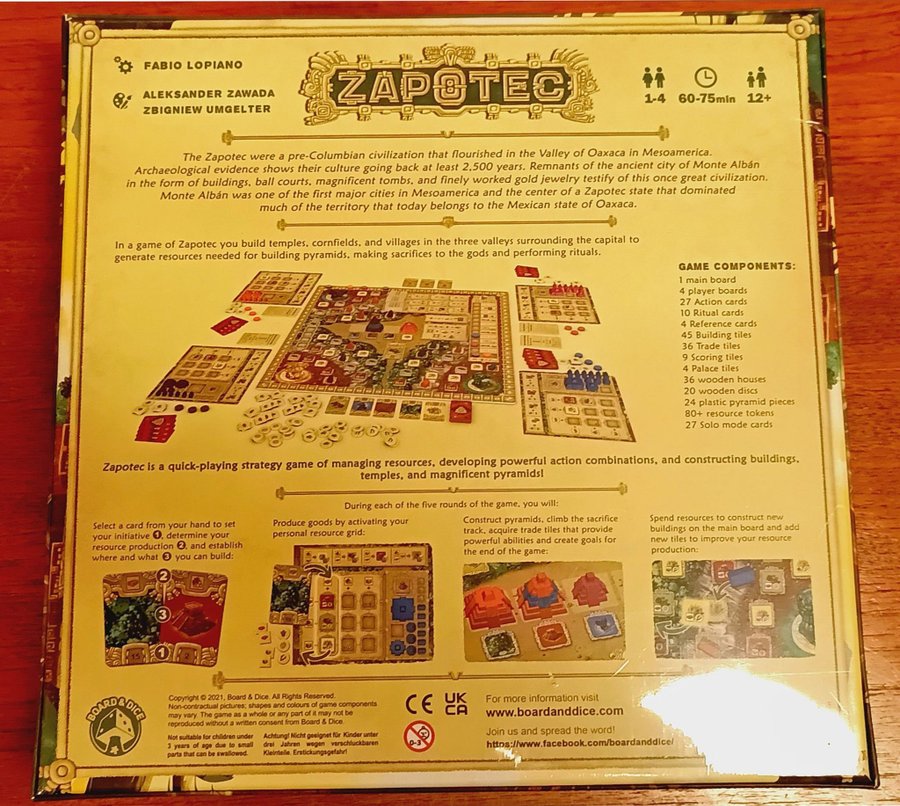 FABIO LOPIANO
ALEKSANDER ZAWADA
ZBIGNIEW UMGELTER
ZAPOTEC
1-4
60-75min
12+
The Zapotec were a pre-Columbian civilization that flourished in the Valley of Oaxaca in Mesoamerica.
Archaeological evidence shows their culture going back at least 2,500 years. Remnants of the ancient city of Monte Albán
in the form of buildings, ball courts, magnificent tombs, and finely worked gold jewelry testify of this once great civilization.
Monte Albán was one of the first major cities in Mesoamerica and the center of a Zapotec state that dominated
much of the territory that today belongs to the Mexican state of Oaxaca.
In a game of Zapotec you build temples, cornfields, and villages in the three valleys surrounding the capital to
generate resources needed for building pyramids, making sacrifices to the gods and performing rituals.
GAME COMPONENTS:
1 main board
4 player boards
27 Action cards
10 Ritual cards
4 Reference cards
45 Building tiles
36 Trade tiles
9 Scoring tiles
4 Palace tiles
36 wooden houses
20 wooden discs
24 plastic pyramid pieces
80+ resource tokens
27 Solo mode cards
Zapotec is a quick-playing strategy game of managing resources, developing powerful action combinations, and constructing buildings,
temples, and magnificent pyramids!
During each of the five rounds of the game, you will:
Select a card from your hand to set
your initiative 1, determine your
resource production 2, and establish
where and what 3 you can build:
2
3
1
Produce goods by activating your
personal resource grid:
Construct pyramids, climb the sacrifice
track, acquire trade tiles that provide
powerful abilities and create goals for
the end of the game:
Spend resources to construct new
buildings on the main board and add
new tiles to improve your resource
production:
BOARD & DICE
Copyright © 2021, Board & Dice. All Rights Reserved.
Non-contractual pictures; shapes and colours of game components
may vary. The game as a whole or any part of it may not be
reproduced without a written consent from Board & Dice.
Not suitable for children under
3 years of age due to small
parts that can be swallowed.
Achtung! Nicht geeignet für Kinder unter
drei Jahren wegen verschluckbaren
Kleinteile. Erstickungsgefahr!
CE
UK
CA
0-3
For more information visit
www.boardanddice.com
Join us and spread the word!
https://www.facebook.com/boardanddice/